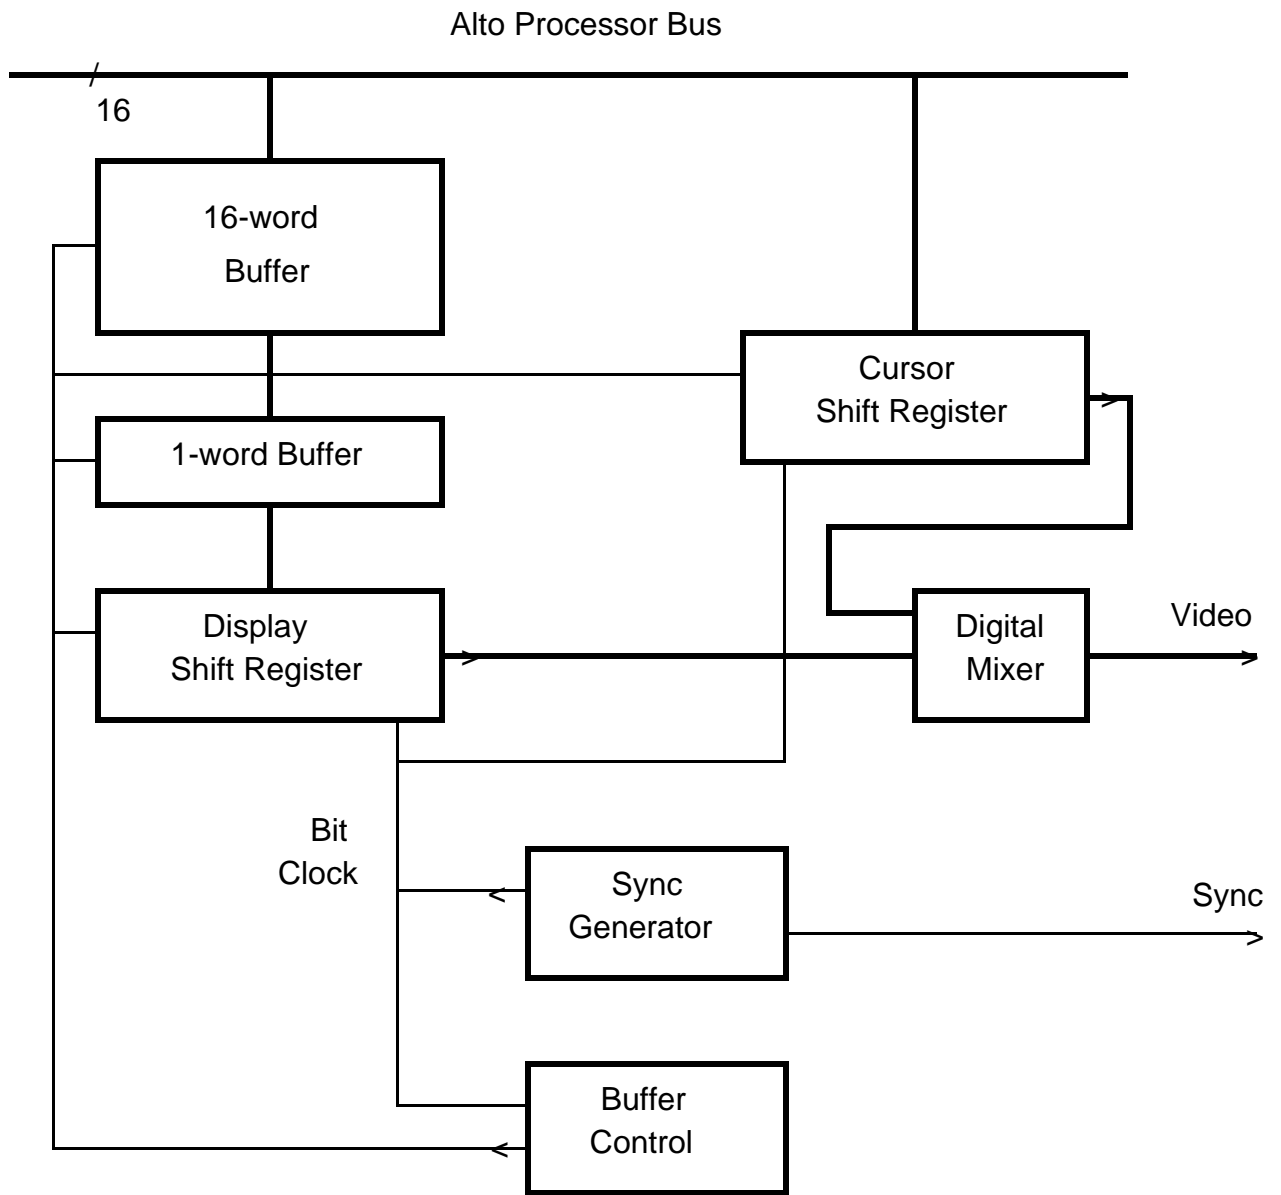 Alto Processor Bus
16
16-word
Buffer
Cursor
Shift Register
1-word Buffer
Display
Shift Register
Digital
Mixer
Video
Bit
Clock
Sync
Generator
Sync
Buffer
Control